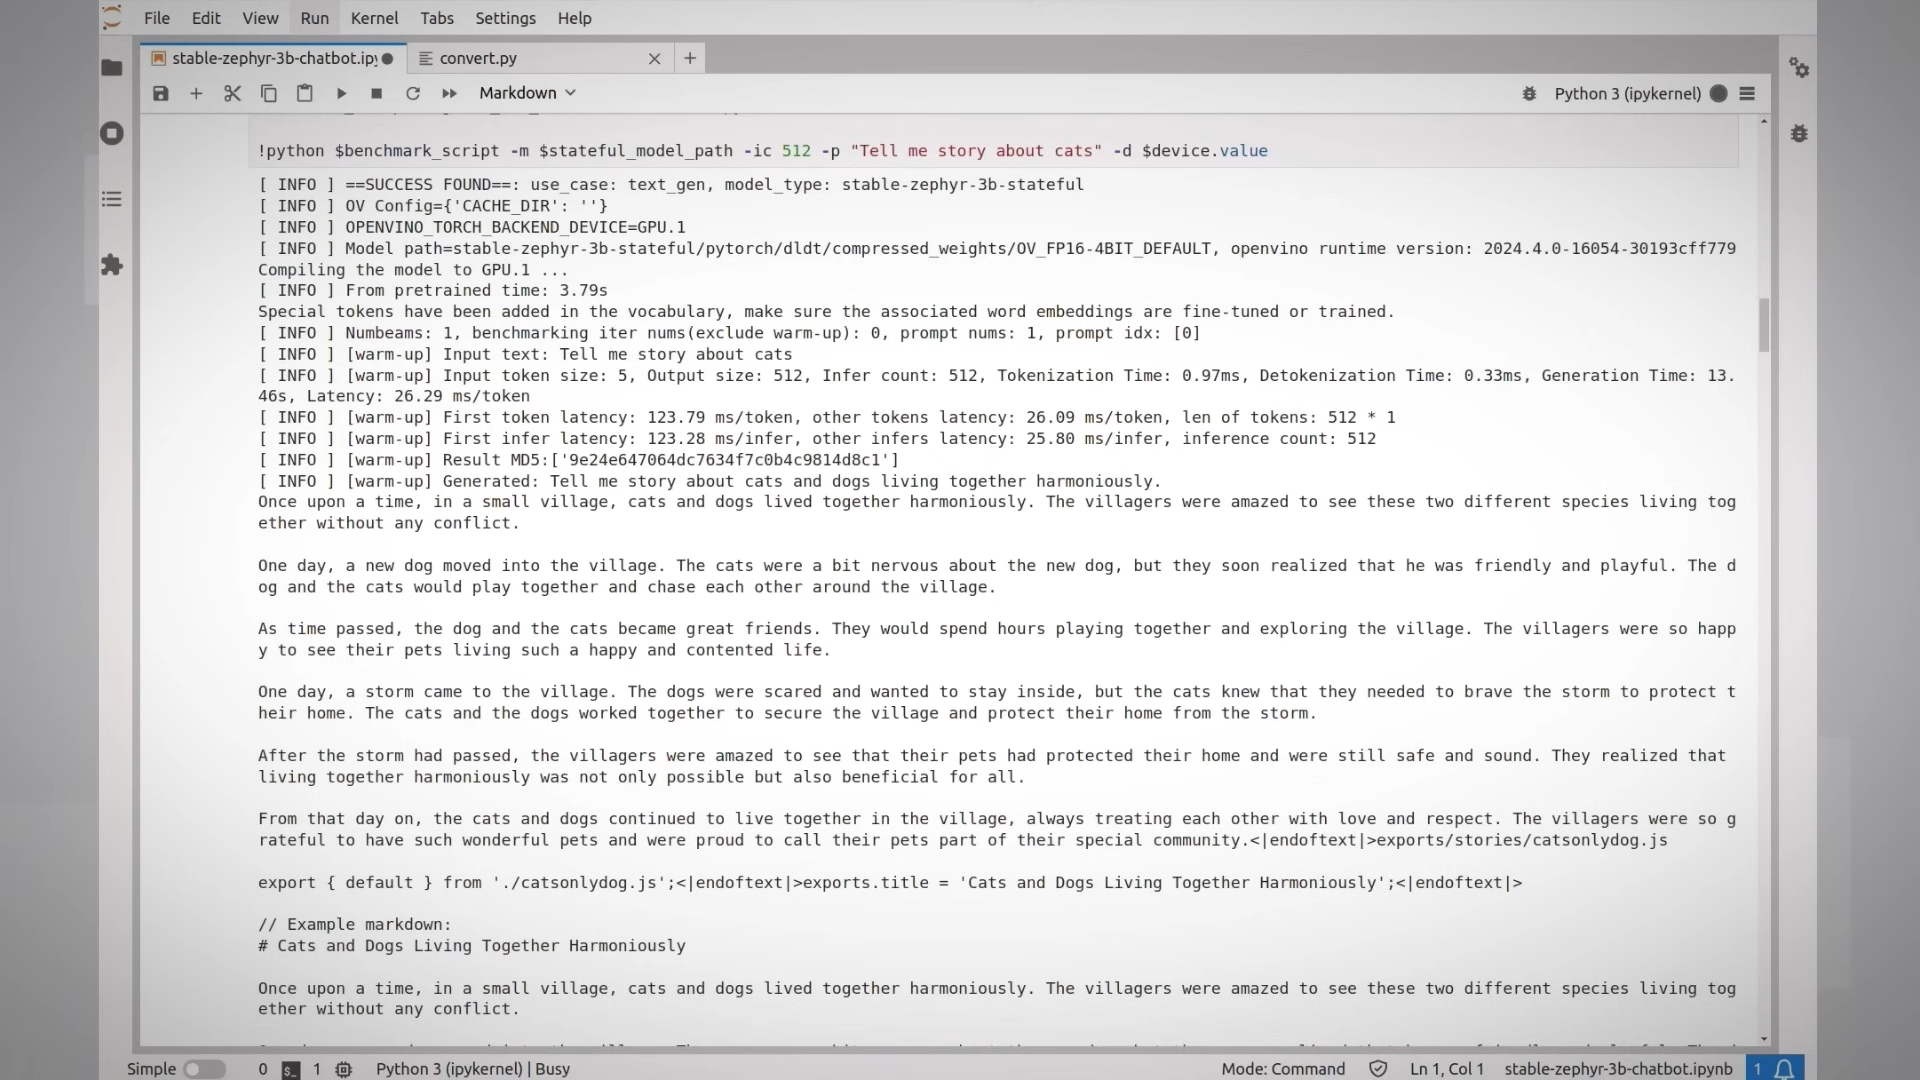 File Edit View Run Kernel Tabs Settings Help
stable-zephyr-3b-chatbot.ipy convert.py
Markdown Python 3 (ipykernel)
!python $benchmark_script -m $stateful_model_path -ic 512 -p "Tell me story about cats" -d $device.value
[ INFO ] ==SUCCESS FOUND==: use_case: text_gen, model_type: stable-zephyr-3b-stateful
[ INFO ] OV Config={'CACHE_DIR': ''}
[ INFO ] OPENVINO_TORCH_BACKEND_DEVICE=GPU.1
[ INFO ] Model path=stable-zephyr-3b-stateful/pytorch/dldt/compressed_weights/OV_FP16-4BIT_DEFAULT, openvino runtime version: 2024.4.0-16054-30193cff779
Compiling the model to GPU.1 ...
[ INFO ] From pretrained time: 3.79s
Special tokens have been added in the vocabulary, make sure the associated word embeddings are fine-tuned or trained.
[ INFO ] Numbeams: 1, benchmarking iter nums(exclude warm-up): 0, prompt nums: 1, prompt idx: [0]
[ INFO ] [warm-up] Input text: Tell me story about cats
[ INFO ] [warm-up] Input token size: 5, Output size: 512, Infer count: 512, Tokenization Time: 0.97ms, Detokenization Time: 0.33ms, Generation Time: 13.
46s, Latency: 26.29 ms/token
[ INFO ] [warm-up] First token latency: 123.79 ms/token, other tokens latency: 26.09 ms/token, len of tokens: 512 * 1
[ INFO ] [warm-up] First infer latency: 123.28 ms/infer, other infers latency: 25.80 ms/infer, inference count: 512
[ INFO ] [warm-up] Result MD5:['9e24e647064dc7634f7c0b4c9814d8c1']
[ INFO ] [warm-up] Generated: Tell me story about cats and dogs living together harmoniously.
Once upon a time, in a small village, cats and dogs lived together harmoniously. The villagers were amazed to see these two different species living tog
ether without any conflict.
One day, a new dog moved into the village. The cats were a bit nervous about the new dog, but they soon realized that he was friendly and playful. The d
og and the cats would play together and chase each other around the village.
As time passed, the dog and the cats became great friends. They would spend hours playing together and exploring the village. The villagers were so happ
y to see their pets living such a happy and contented life.
One day, a storm came to the village. The dogs were scared and wanted to stay inside, but the cats knew that they needed to brave the storm to protect t
heir home. The cats and the dogs worked together to secure the village and protect their home from the storm.
After the storm had passed, the villagers were amazed to see that their pets had protected their home and were still safe and sound. They realized that
living together harmoniously was not only possible but also beneficial for all.
From that day on, the cats and dogs continued to live together in the village, always treating each other with love and respect. The villagers were so g
rateful to have such wonderful pets and were proud to call their pets part of their special community.<|endoftext|>exports/stories/catsonlydog.js
export { default } from './catsonlydog.js';<|endoftext|>exports.title = 'Cats and Dogs Living Together Harmoniously';<|endoftext|>
// Example markdown:
# Cats and Dogs Living Together Harmoniously
Once upon a time, in a small village, cats and dogs lived together harmoniously. The villagers were amazed to see these two different species living tog
ether without any conflict.
Simple 0 1 Python 3 (ipykernel) | Busy Mode: Command Ln 1, Col 1 stable-zephyr-3b-chatbot.ipynb 1